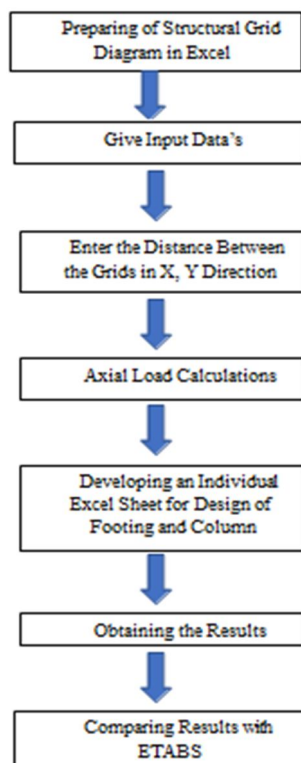 Preparing of Structural Grid
Diagram in Excel
Give Input Data's
Enter the Distance Between
the Grids in X, Y Direction
Axial Load Calculations
Developing an Individual
Excel Sheet for Design of
Footing and Column
Obtaining the Results
Comparing Results with
ETABS